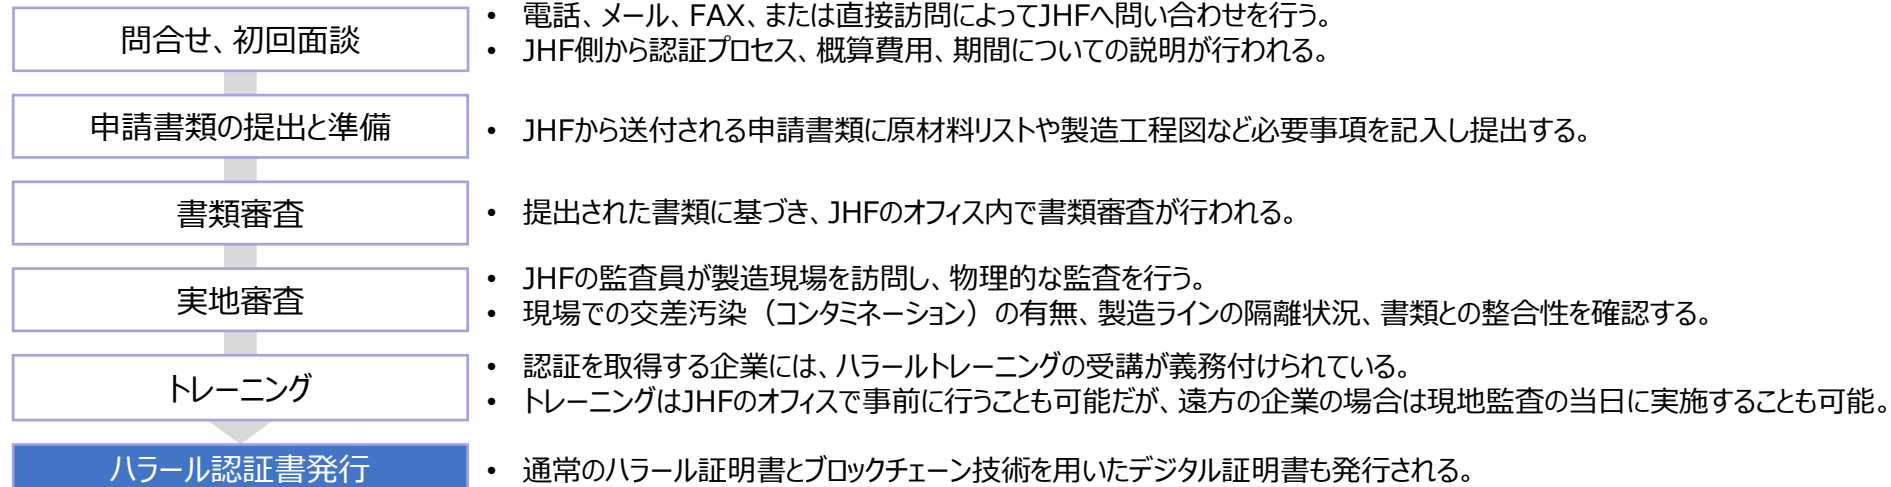 問合せ、初回面談
• 電話、メール、FAX、または直接訪問によってJHFへ問い合わせを行う。
• JHF側から認証プロセス、概算費用、期間についての説明が行われる。
申請書類の提出と準備
• JHFから送付される申請書類に原材料リストや製造工程図など必要事項を記入し提出する。
書類審査
• 提出された書類に基づき、JHFのオフィス内で書類審査が行われる。
実地審査
• JHFの監査員が製造現場を訪問し、物理的な監査を行う。
• 現場での交差汚染（コンタミネーション）の有無、製造ラインの隔離状況、書類との整合性を確認する。
トレーニング
• 認証を取得する企業には、ハラールトレーニングの受講が義務付けられている。
• トレーニングはJHFのオフィスで事前に行うことも可能だが、遠方の企業の場合は現地監査の当日に実施することも可能。
ハラール認証書発行
• 通常のハラール証明書とブロックチェーン技術を用いたデジタル証明書も発行される。